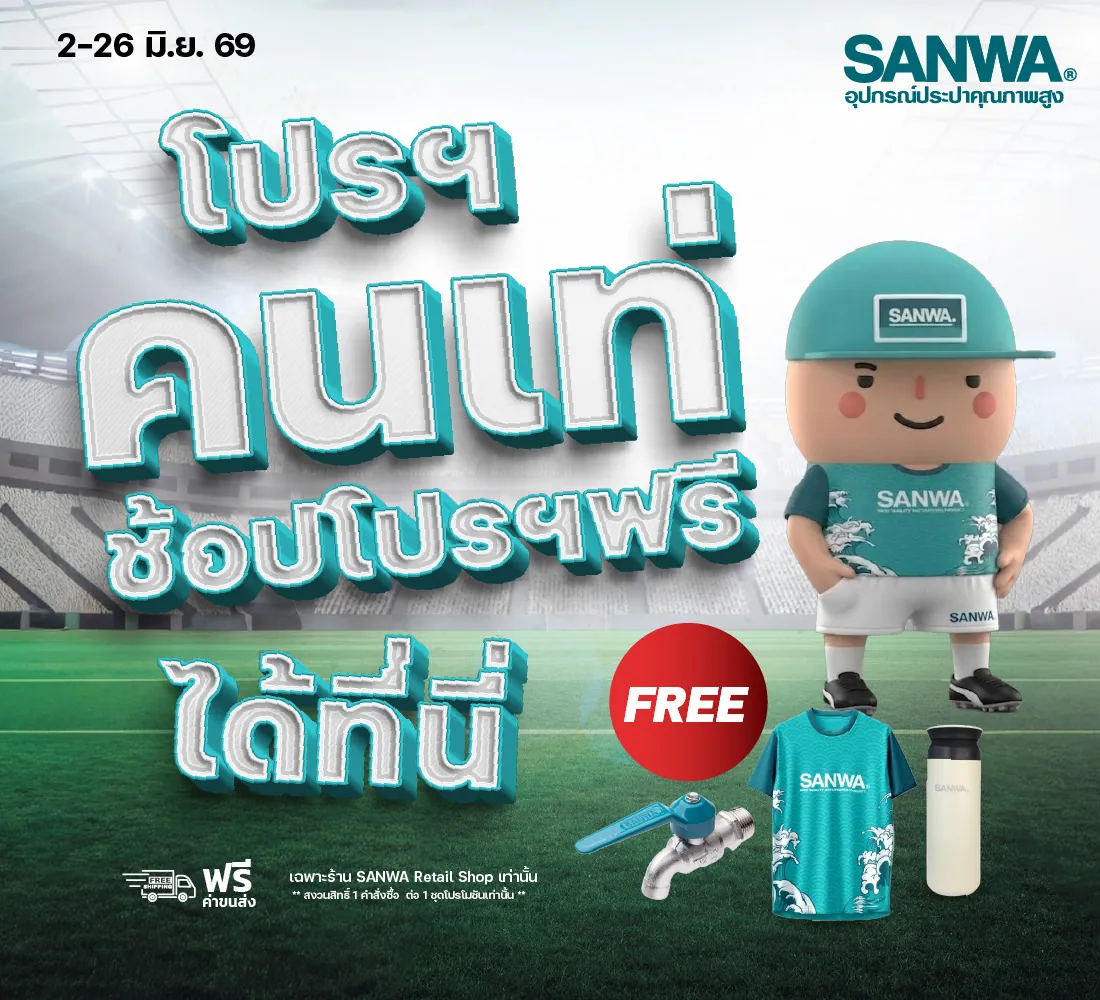 2-26 มิ.ย. 69
SANWA®
อุปกรณ์ประปาคุณภาพสูง
โปรฯ
คนเท่
ช้อปโปรฯฟรี
ได้ที่นี่
SANWA.
SANWA
SANWA.
FREE
SANWA
SANWA
SANWA.
FREE
SHIPPING
ฟรี
ค่าขนส่ง
เฉพาะร้าน SANWA Retail Shop เท่านั้น
** สงวนสิทธิ์ 1 คำสั่งซื้อ ต่อ 1 ชุดโปรโมชันเท่านั้น **